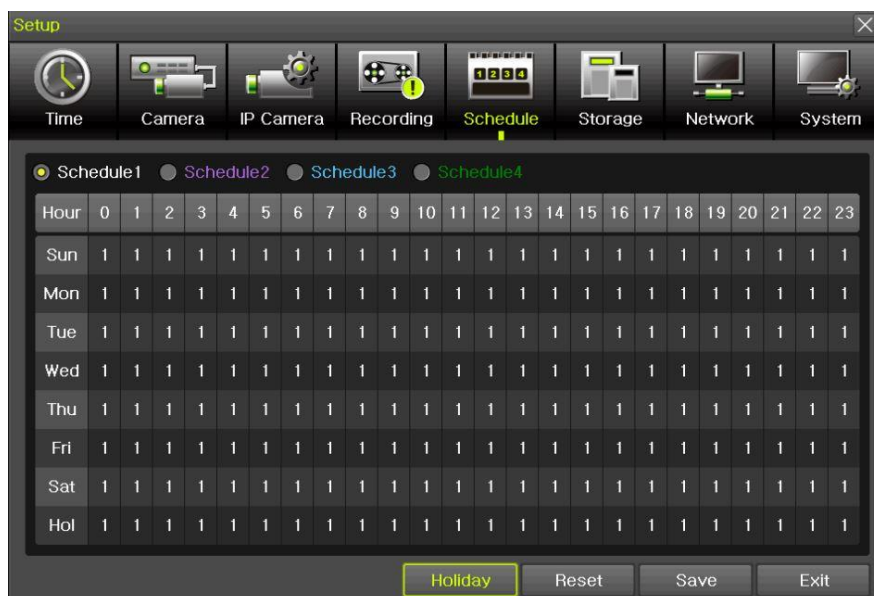 Setup
1 2 3 4
Time Camera IP Camera Recording Schedule Storage Network System
Schedule1 Schedule2 Schedule3 Schedule4
Hour 0 1 2 3 4 5 6 7 8 9 10 11 12 13 14 15 16 17 18 19 20 21 22 23
Sun 1 1 1 1 1 1 1 1 1 1 1 1 1 1 1 1 1 1 1 1 1 1 1 1
Mon 1 1 1 1 1 1 1 1 1 1 1 1 1 1 1 1 1 1 1 1 1 1 1 1
Tue 1 1 1 1 1 1 1 1 1 1 1 1 1 1 1 1 1 1 1 1 1 1 1 1
Wed 1 1 1 1 1 1 1 1 1 1 1 1 1 1 1 1 1 1 1 1 1 1 1 1
Thu 1 1 1 1 1 1 1 1 1 1 1 1 1 1 1 1 1 1 1 1 1 1 1 1
Fri 1 1 1 1 1 1 1 1 1 1 1 1 1 1 1 1 1 1 1 1 1 1 1 1
Sat 1 1 1 1 1 1 1 1 1 1 1 1 1 1 1 1 1 1 1 1 1 1 1 1
Hol 1 1 1 1 1 1 1 1 1 1 1 1 1 1 1 1 1 1 1 1 1 1 1 1
Holiday Reset Save Exit